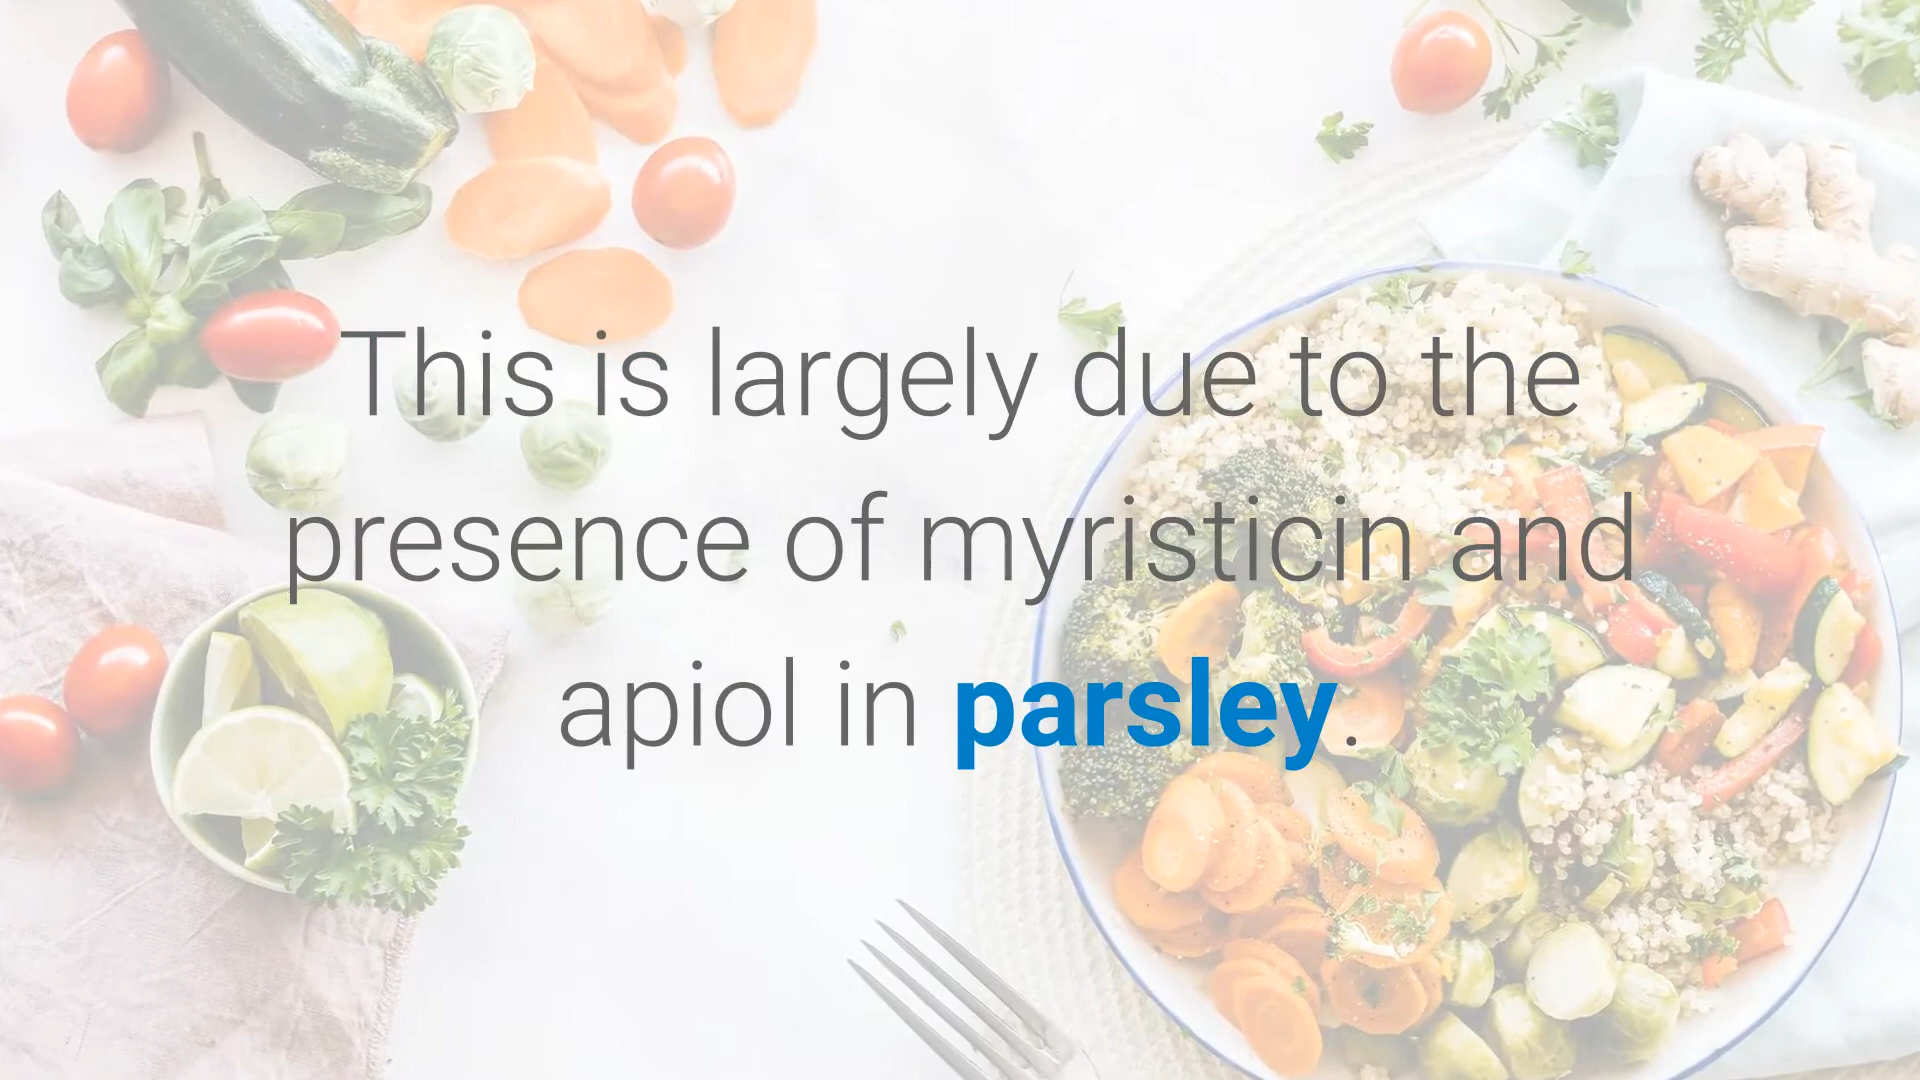 This is largely due to the
presence of myristicin and
apiol in parsley.